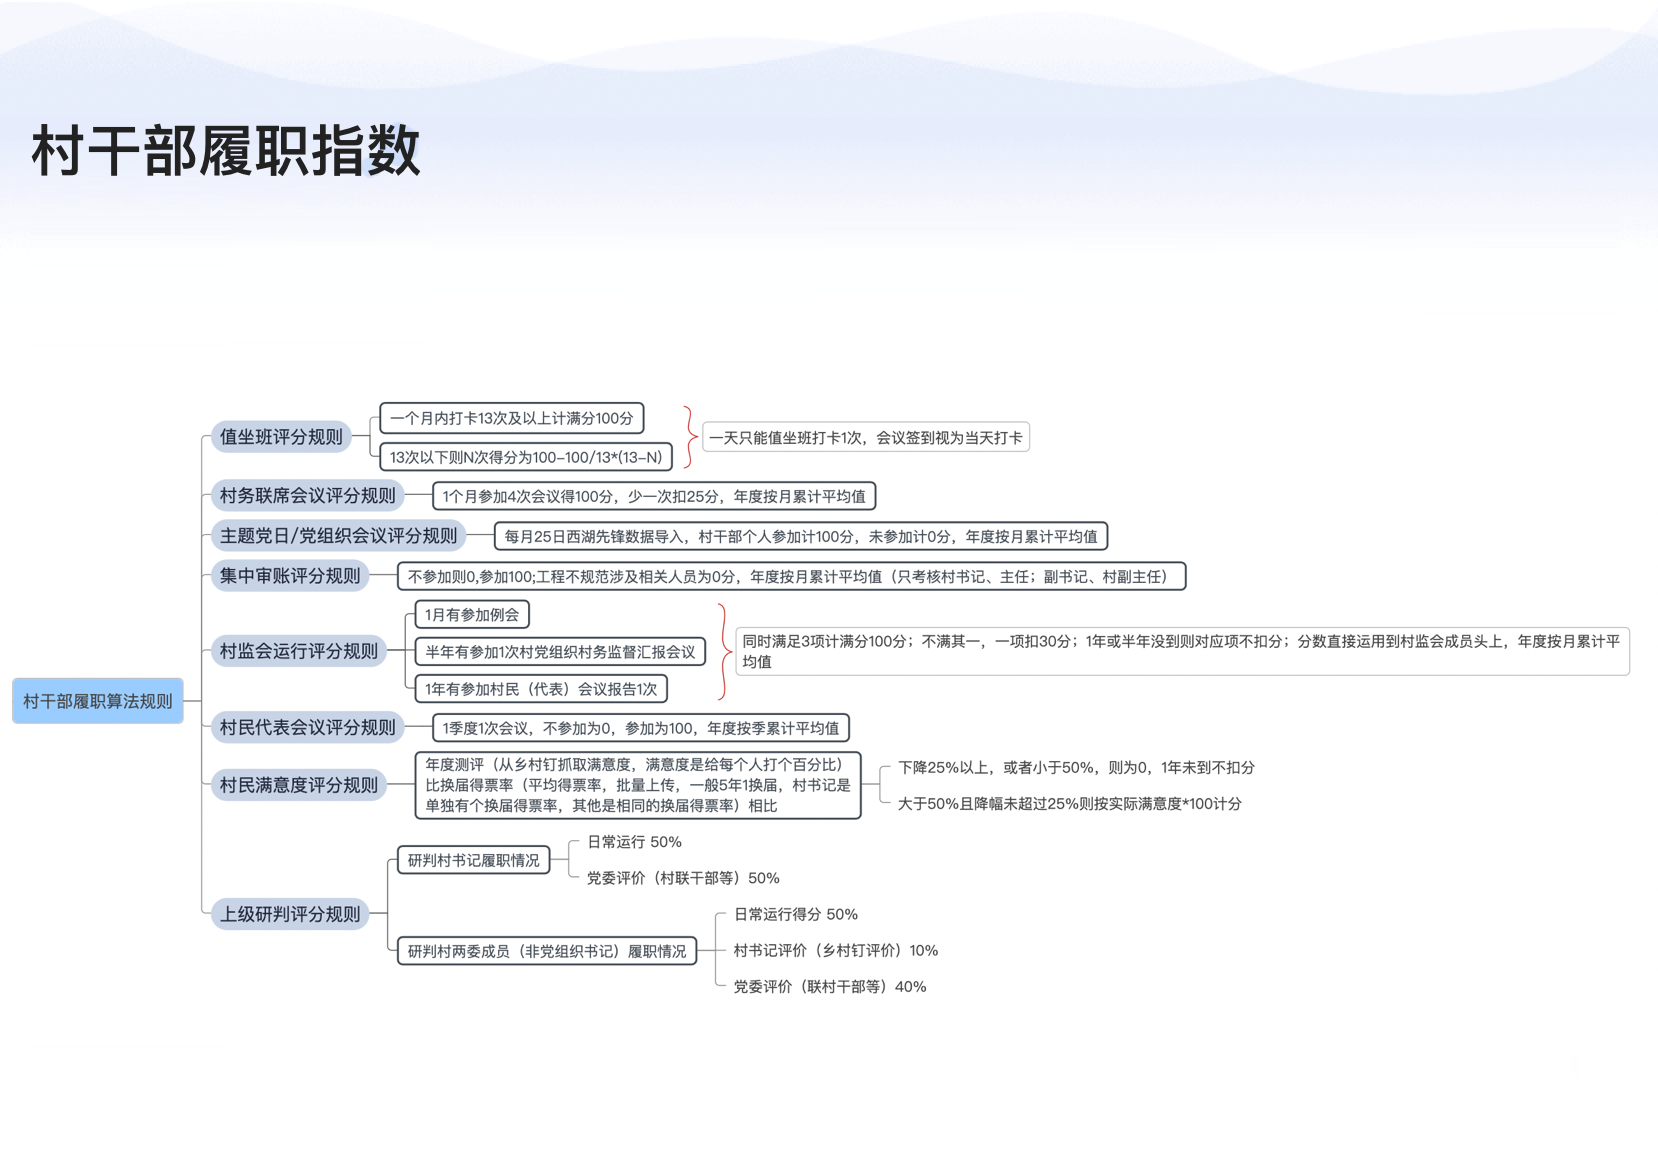 村干部履职指数
村干部履职算法规则
值坐班评分规则
一个月内打卡13次及以上计满分100分
13次以下则N次得分为100-100/13*(13-N)
一天只能值坐班打卡1次，会议签到视为当天打卡
村务联席会议评分规则
1个月参加4次会议得100分，少一次扣25分，年度按月累计平均值
主题党日/党组织会议评分规则
每月25日西湖先锋数据导入，村干部个人参加计100分，未参加计0分，年度按月累计平均值
集中审账评分规则
不参加则0,参加100;工程不规范涉及相关人员为0分，年度按月累计平均值（只考核村书记、主任；副书记、村副主任）
村监会运行评分规则
1月有参加例会
半年有参加1次村党组织村务监督汇报会议
1年有参加村民（代表）会议报告1次
同时满足3项计满分100分；不满其一，一项扣30分；1年或半年没到则对应项不扣分；分数直接运用到村监会成员头上，年度按月累计平
均值
村民代表会议评分规则
1季度1次会议，不参加为0，参加为100，年度按季累计平均值
村民满意度评分规则
年度测评（从乡村钉抓取满意度，满意度是给每个人打个百分比）
比换届得票率（平均得票率，批量上传，一般5年1换届，村书记是
单独有个换届得票率，其他是相同的换届得票率）相比
下降25%以上，或者小于50%，则为0，1年未到不扣分
大于50%且降幅未超过25%则按实际满意度*100计分
上级研判评分规则
研判村书记履职情况
日常运行 50%
党委评价（村联干部等）50%
研判村两委成员（非党组织书记）履职情况
日常运行得分 50%
村书记评价（乡村钉评价）10%
党委评价（联村干部等）40%